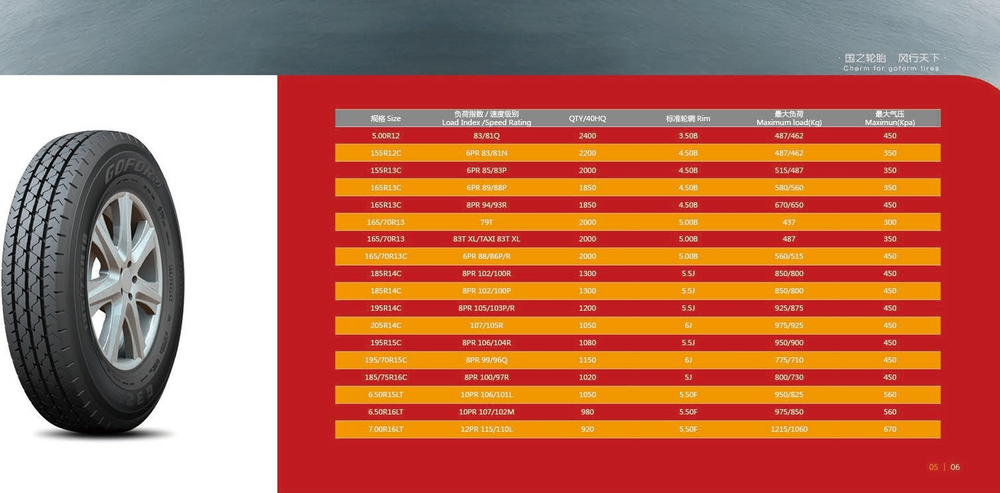 · 国之轮胎 风行天下 ·
Charm for goform tires
GOFORM
规格 Size 负荷指数 / 速度级别 Load Index /Speed Rating QTY/40HQ 标准轮辋 Rim 最大负荷 Maximum load(Kg) 最大气压 Maximun(Kpa)
5.00R12 83/81Q 2400 3.50B 487/462 450
155R12C 6PR 83/81N 2200 4.50B 487/462 350
155R13C 6PR 85/83P 2000 4.50B 515/487 350
165R13C 6PR 89/88P 1850 4.50B 580/560 350
165R13C 8PR 94/93R 1850 4.50B 670/650 450
165/70R13 79T 2000 5.00B 437 300
165/70R13 83T XL/TAXI 83T XL 2000 5.00B 487 350
165/70R13C 6PR 88/86P/R 2000 5.00B 560/515 450
185R14C 8PR 102/100R 1300 5.5J 850/800 450
185R14C 8PR 102/100P 1300 5.5J 850/800 450
195R14C 8PR 105/103P/R 1200 5.5J 925/875 450
205R14C 107/105R 1050 6J 975/925 450
195R15C 8PR 106/104R 1080 5.5J 950/900 450
195/70R15C 8PR 99/96Q 1150 6J 775/710 450
185/75R16C 8PR 100/97R 1020 5J 800/730 450
6.50R15LT 10PR 106/101L 1050 5.50F 950/825 560
6.50R16LT 10PR 107/102M 980 5.50F 975/850 560
7.00R16LT 12PR 115/110L 920 5.50F 1215/1060 670
05 | 06